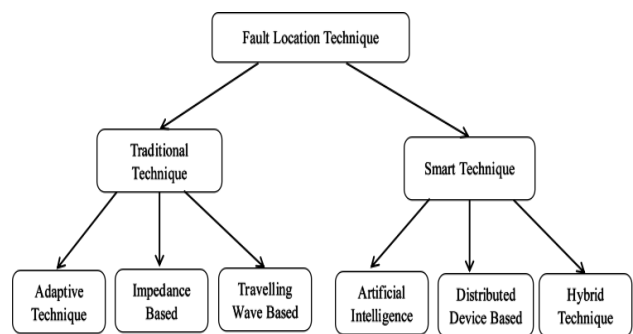 Fault Location Technique
Traditional
Technique
Smart Technique
Adaptive
Technique
Impedance
Based
Travelling
Wave Based
Artificial
Intelligence
Distributed
Device Based
Hybrid
Technique